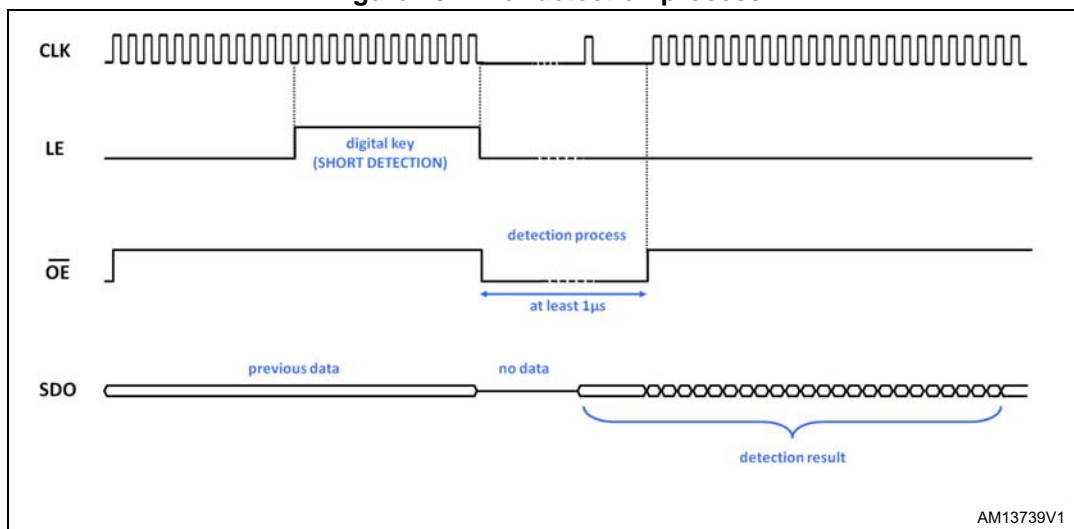 CLK
LE
digital key
(SHORT DETECTION)
detection process
OE
at least 1µs
previous data
no data
SDO
detection result
AM13739V1